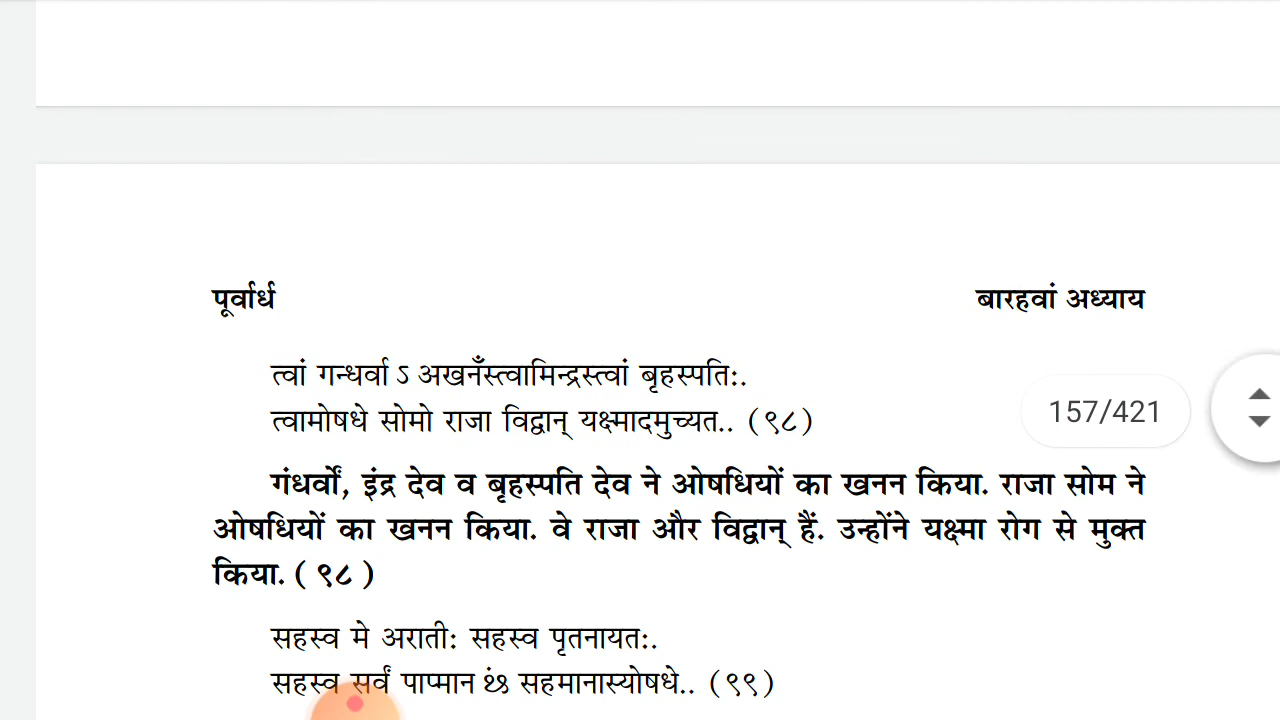 पूर्वार्ध बारहवां अध्याय
त्वां गन्धर्वा ऽ अखनँस्त्वामिन्द्रस्त्वां बृहस्पतिः.
157/421
त्वामोषधे सोमो राजा विद्वान् यक्ष्मादमुच्यत.. (९८)
गंधर्वों, इंद्र देव व बृहस्पति देव ने ओषधियों का खनन किया. राजा सोम ने
ओषधियों का खनन किया. वे राजा और विद्वान् हैं. उन्होंने यक्ष्मा रोग से मुक्त
किया. (९८)
सहस्व मे अरातीः सहस्व पृतनायतः.
सहस्व सर्वं पाप्मान ꣳ सहमानास्योषधे.. (९९)